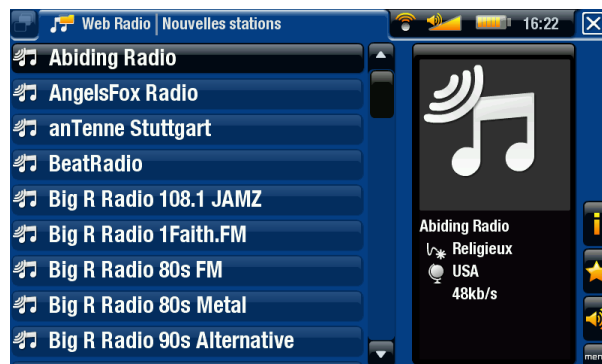 Web Radio | Nouvelles stations
16:22
Abiding Radio
AngelsFox Radio
anTenne Stuttgart
BeatRadio
Big R Radio 108.1 JAMZ
Big R Radio 1Faith.FM
Big R Radio 80s FM
Big R Radio 80s Metal
Big R Radio 90s Alternative
Abiding Radio
Religieux
USA
48kb/s
men